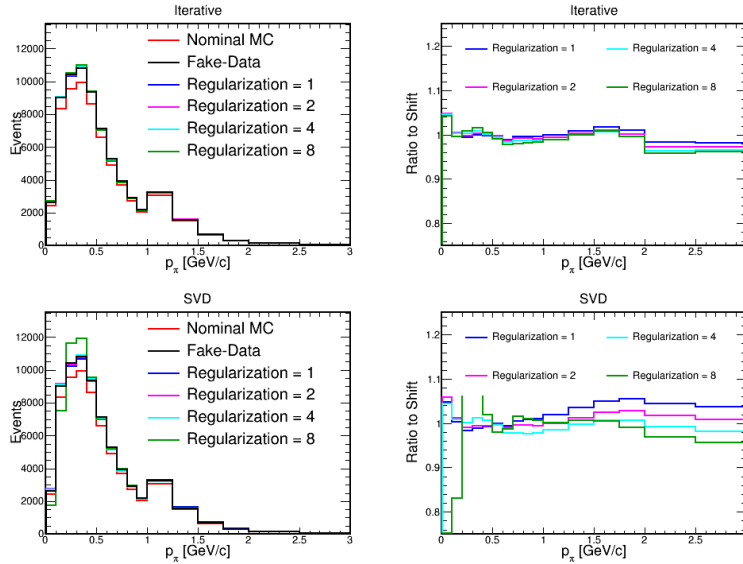 Iterative
12000
10000
8000
6000
4000
2000
0
Events
Nominal MC
Fake-Data
Regularization = 1
Regularization = 2
Regularization = 4
Regularization = 8
0 0.5 1 1.5 2 2.5 3
pπ [GeV/c]
Iterative
1.2
1.1
1
0.9
0.8
Ratio to Shift
Regularization = 1
Regularization = 4
Regularization = 2
Regularization = 8
0 0.5 1 1.5 2 2.5
pπ [GeV/c]
SVD
12000
10000
8000
6000
4000
2000
0
Events
Nominal MC
Fake-Data
Regularization = 1
Regularization = 2
Regularization = 4
Regularization = 8
0 0.5 1 1.5 2 2.5 3
pπ [GeV/c]
SVD
1.2
1.1
1
0.9
0.8
Ratio to Shift
Regularization = 1
Regularization = 4
Regularization = 2
Regularization = 8
0 0.5 1 1.5 2 2.5
pπ [GeV/c]